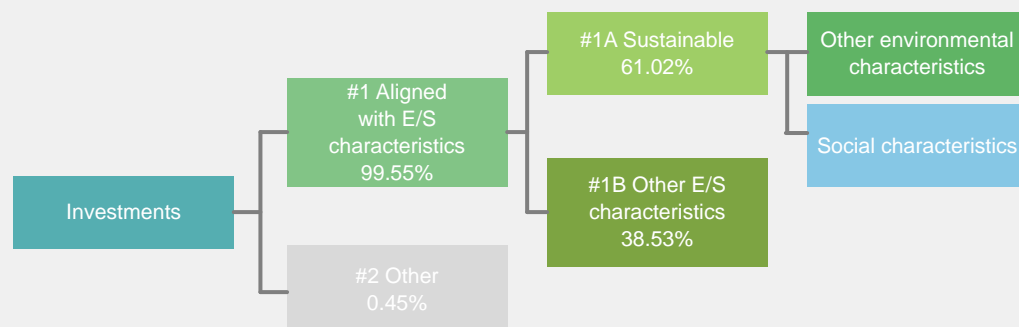 Investments
#1 Aligned
with E/S
characteristics
99.55%
#2 Other
0.45%
#1A Sustainable
61.02%
#1B Other E/S
characteristics
38.53%
Other environmental
characteristics
Social characteristics